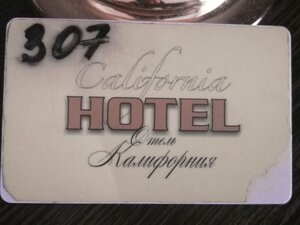 307
California
HOTEL
Отель
Калифорния